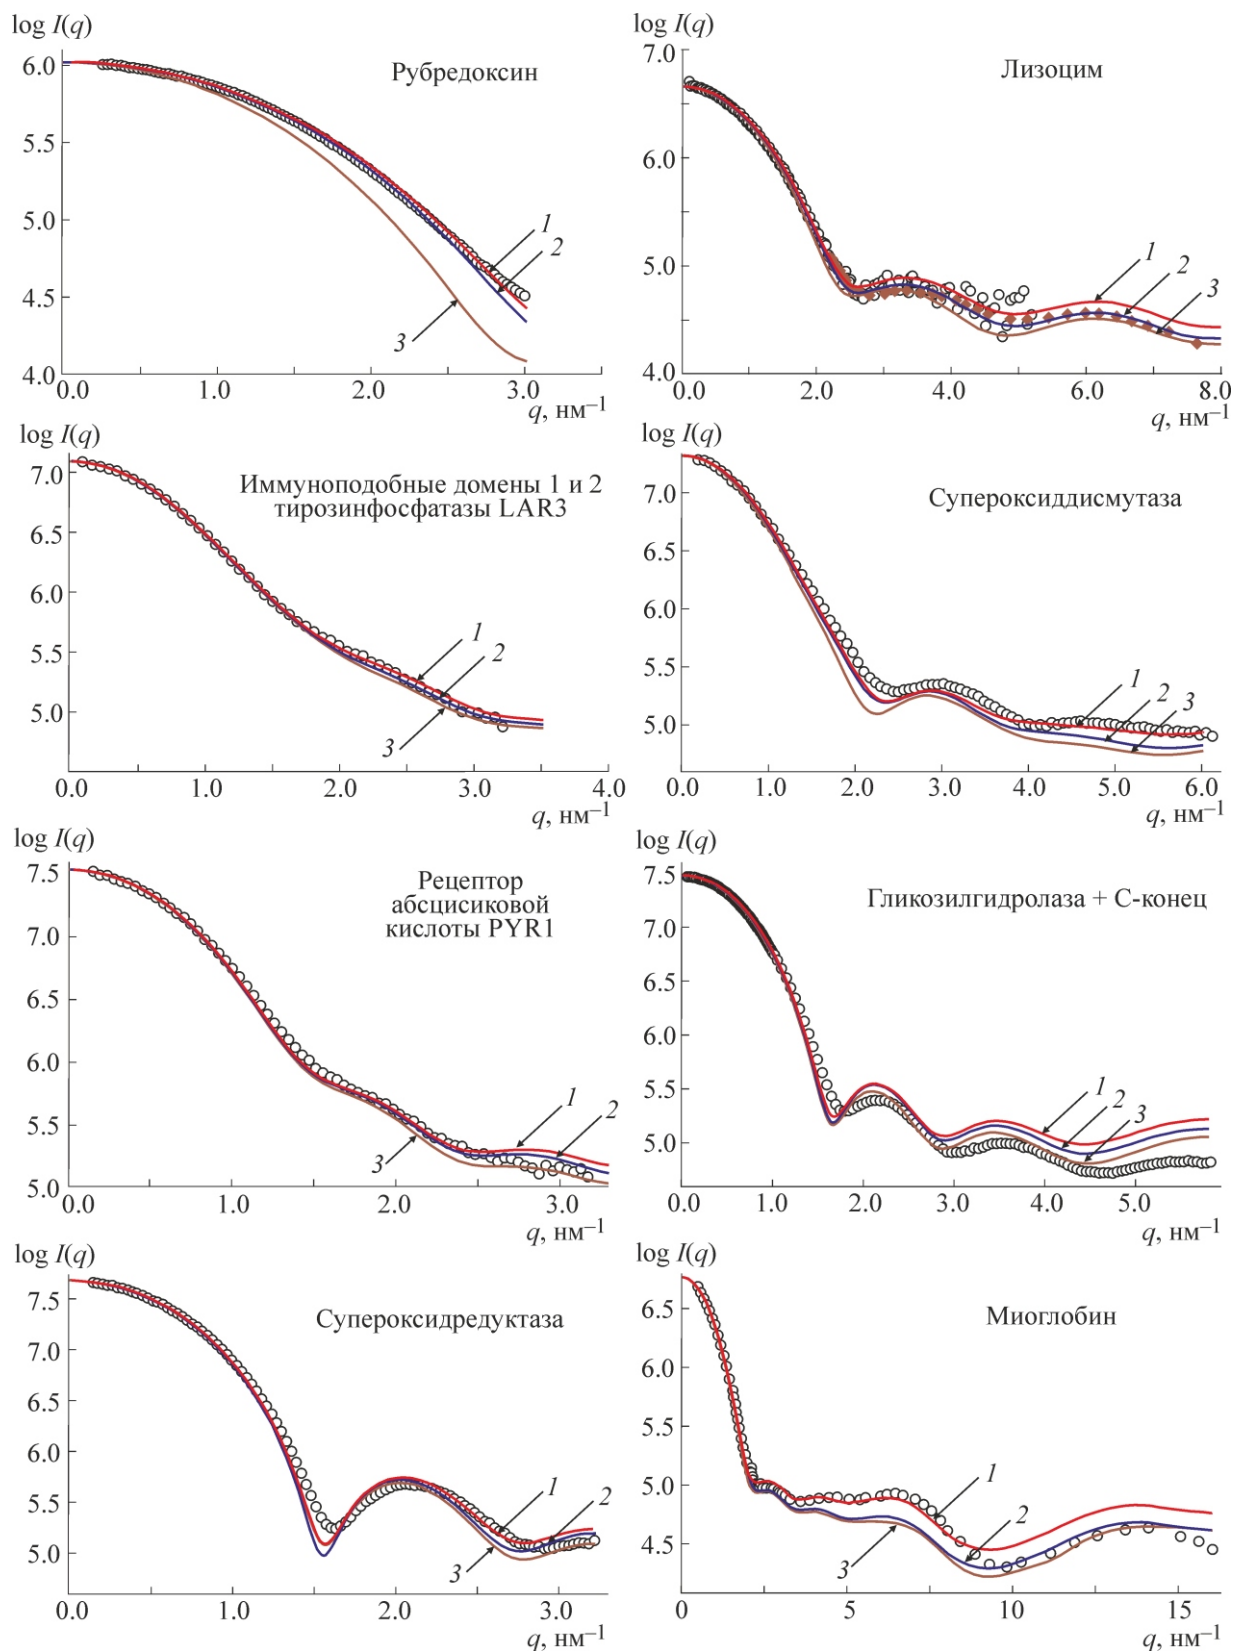 log I(q)
6.0
5.5
5.0
4.5
4.0
Рубредоксин
1
2
3
0.0 1.0 2.0 3.0
q, нм–1
log I(q)
7.0
6.0
5.0
4.0
Лизоцим
1
2
3
0.0 2.0 4.0 6.0 8.0
q, нм–1
log I(q)
7.0
6.5
6.0
5.5
5.0
Иммуноподобные домены 1 и 2
тирозинфосфатазы LAR3
1
2
3
0.0 1.0 2.0 3.0 4.0
q, нм–1
log I(q)
7.0
6.5
6.0
5.5
5.0
Супероксиддисмутаза
1
2
3
0.0 1.0 2.0 3.0 4.0 5.0 6.0
q, нм–1
log I(q)
7.5
7.0
6.5
6.0
5.5
5.0
Рецептор
абсцисиковой
кислоты PYR1
1
2
3
0.0 1.0 2.0 3.0
q, нм–1
log I(q)
7.5
7.0
6.5
6.0
5.5
5.0
Гликозилгидролаза + С-конец
1
2
3
0.0 1.0 2.0 3.0 4.0 5.0
q, нм–1
log I(q)
7.5
7.0
6.5
6.0
5.5
5.0
Супероксидредуктаза
1
2
3
0.0 1.0 2.0 3.0
q, нм–1
log I(q)
6.5
6.0
5.5
5.0
4.5
Миоглобин
1
2
3
0 5 10 15
q, нм–1